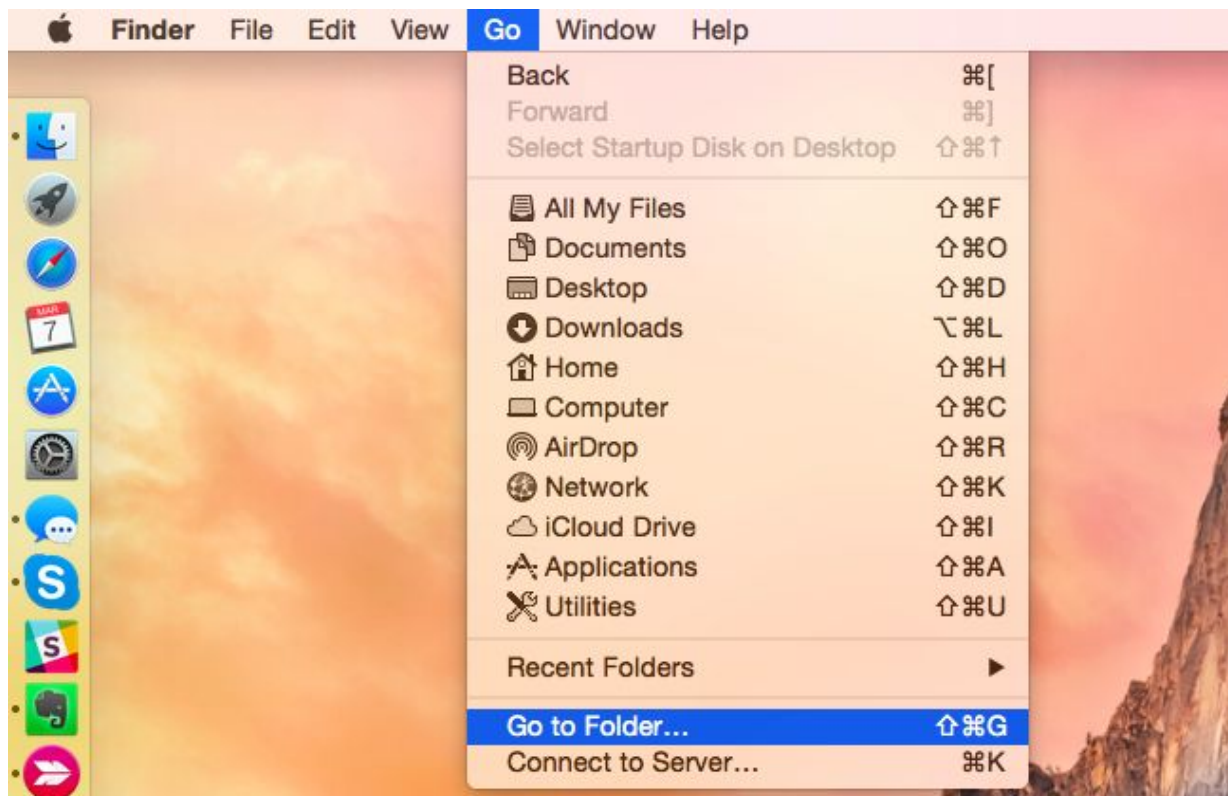 Finder File Edit View Go Window Help
Back ⌘[
Forward ⌘]
Select Startup Disk on Desktop ⇧⌘↑
All My Files ⇧⌘F
Documents ⇧⌘O
Desktop ⇧⌘D
Downloads ⌥⌘L
Home ⇧⌘H
Computer ⇧⌘C
AirDrop ⇧⌘R
Network ⇧⌘K
iCloud Drive ⇧⌘I
Applications ⇧⌘A
Utilities ⇧⌘U
Recent Folders ▶
Go to Folder... ⇧⌘G
Connect to Server... ⌘K
MAR
7
S
S